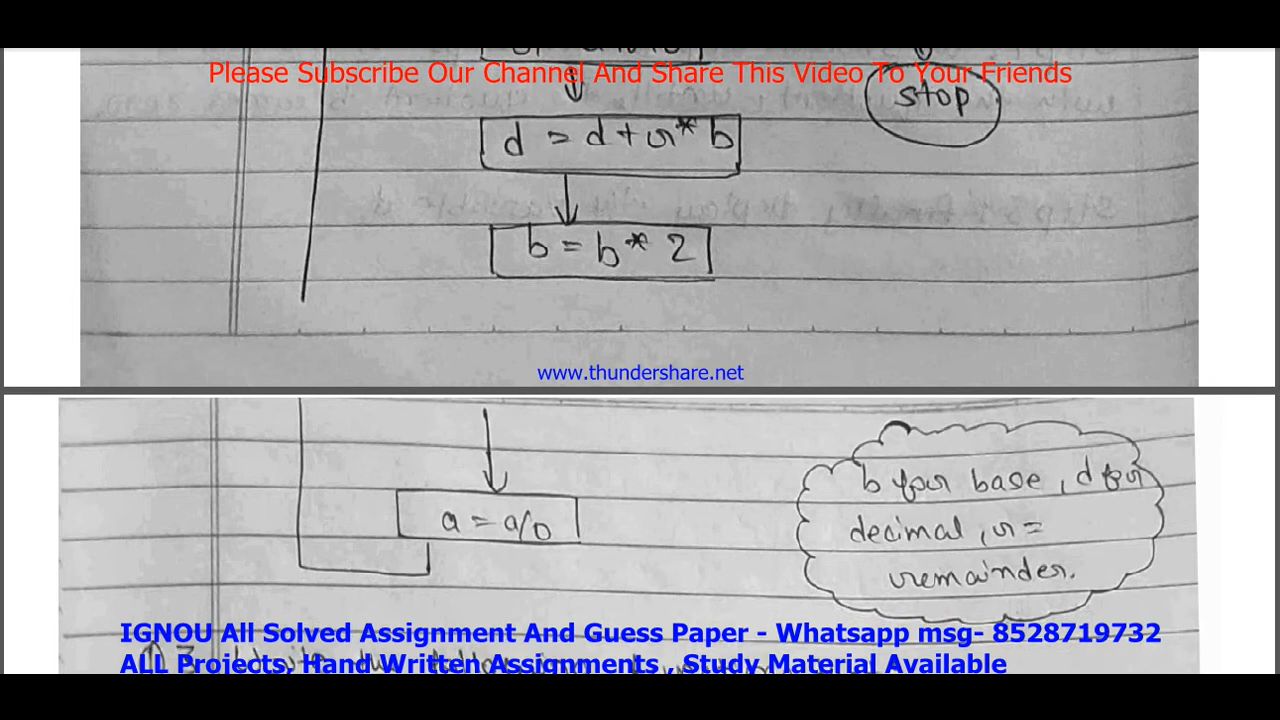 Please Subscribe Our Channel And Share This Video To Your Friends
stop
d = d + r * b
b = b * 2
www.thundershare.net
a = a/0
b for base, d for
decimal, r =
remainder.
IGNOU All Solved Assignment And Guess Paper - Whatsapp msg- 8528719732
ALL Projects, Hand Written Assignments , Study Material Available